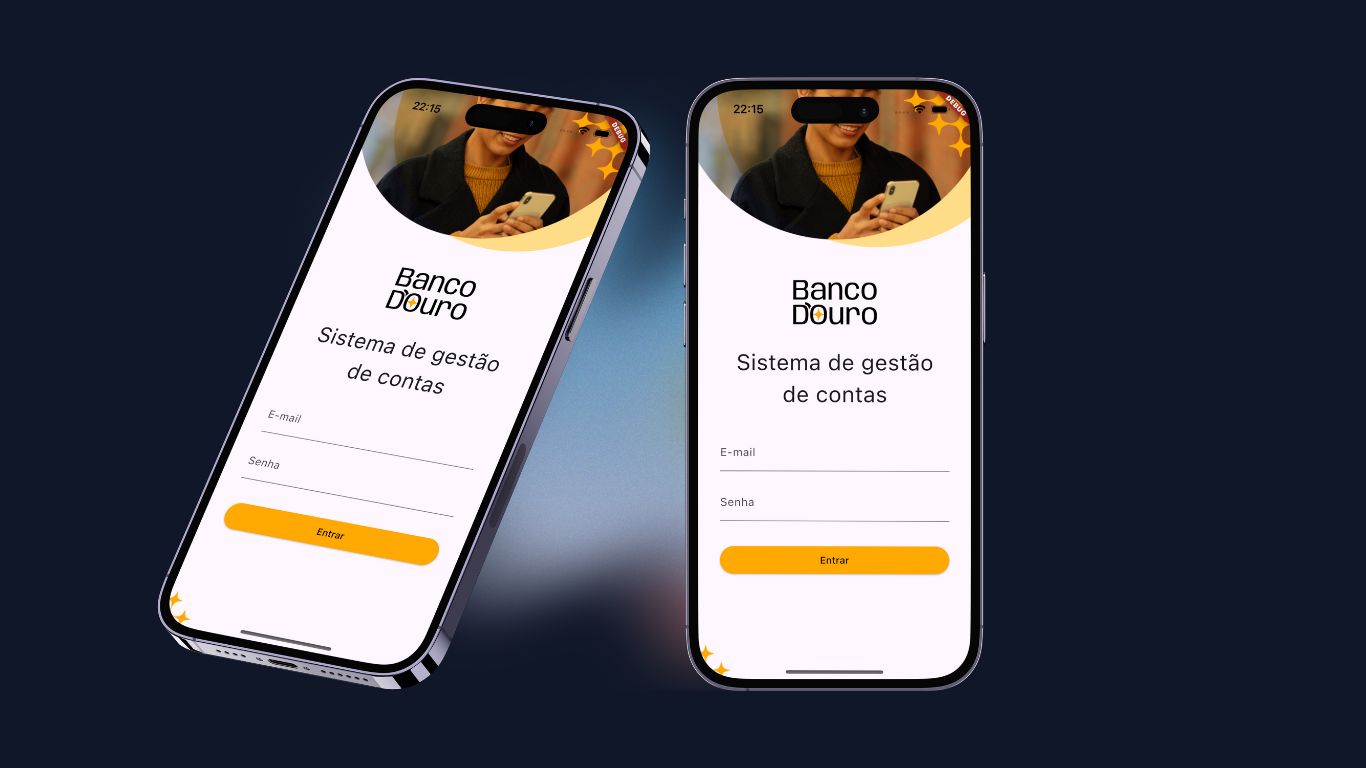 22:15
DEBUG
Banco
D'Ouro
Sistema de gestão
de contas
E-mail
Senha
Entrar
22:15
DEBUG
Banco
D'Ouro
Sistema de gestão
de contas
E-mail
Senha
Entrar